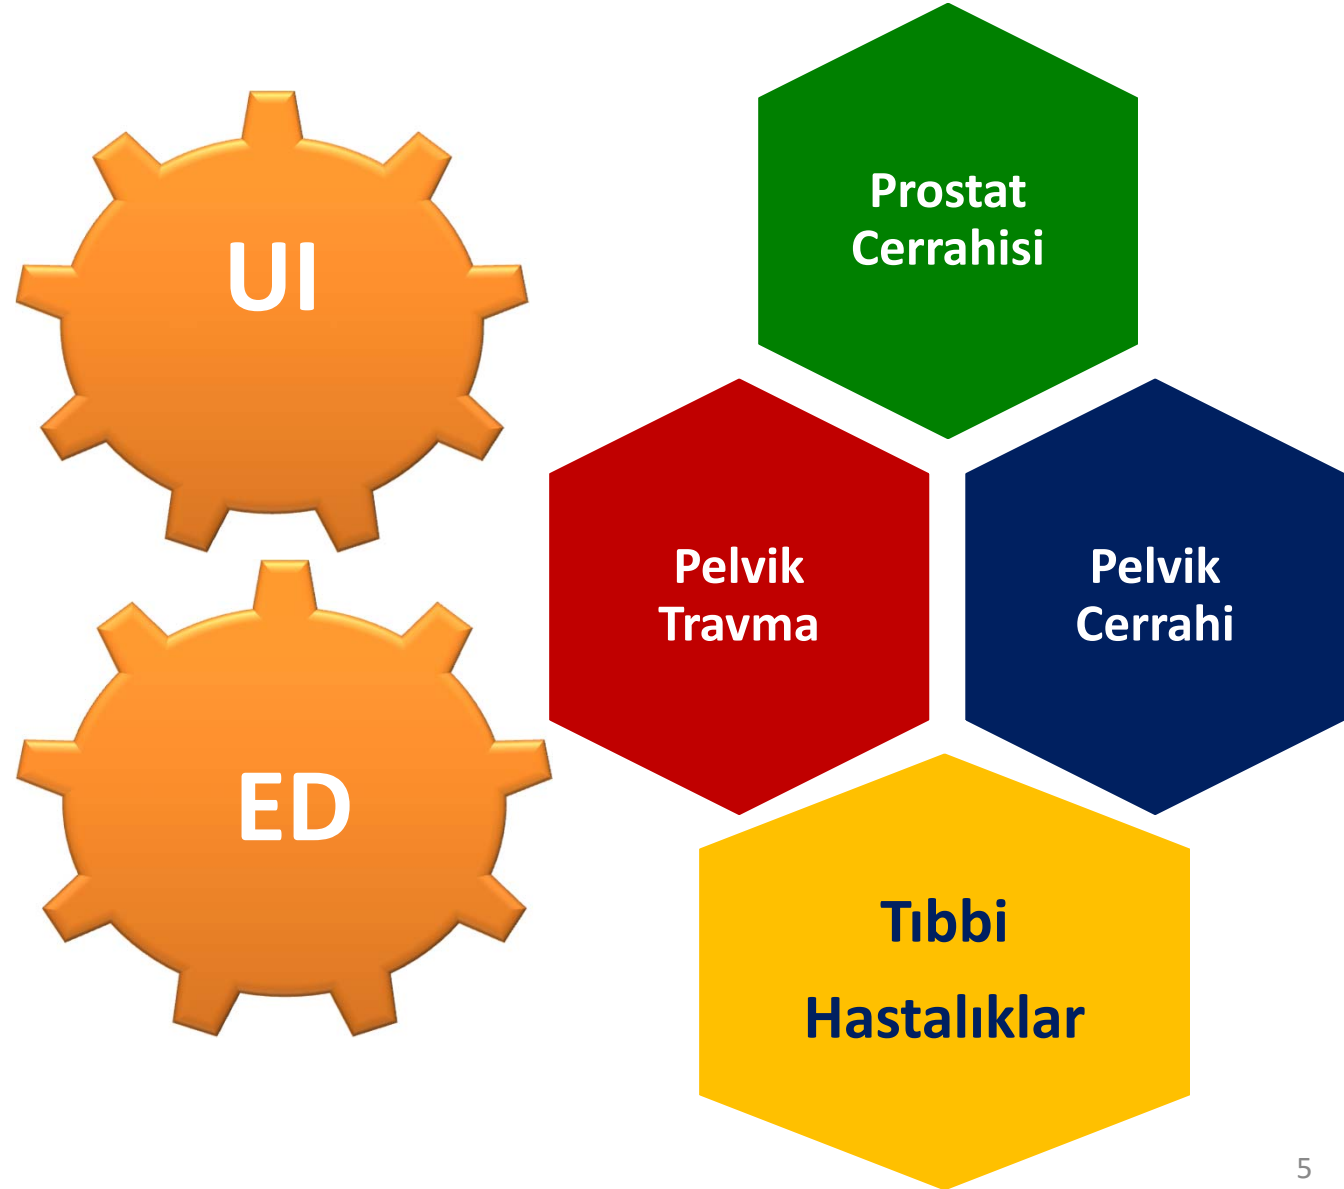 UI
ED
Prostat
Cerrahisi
Pelvik
Travma
Pelvik
Cerrahi
Tıbbi
Hastalıklar
5